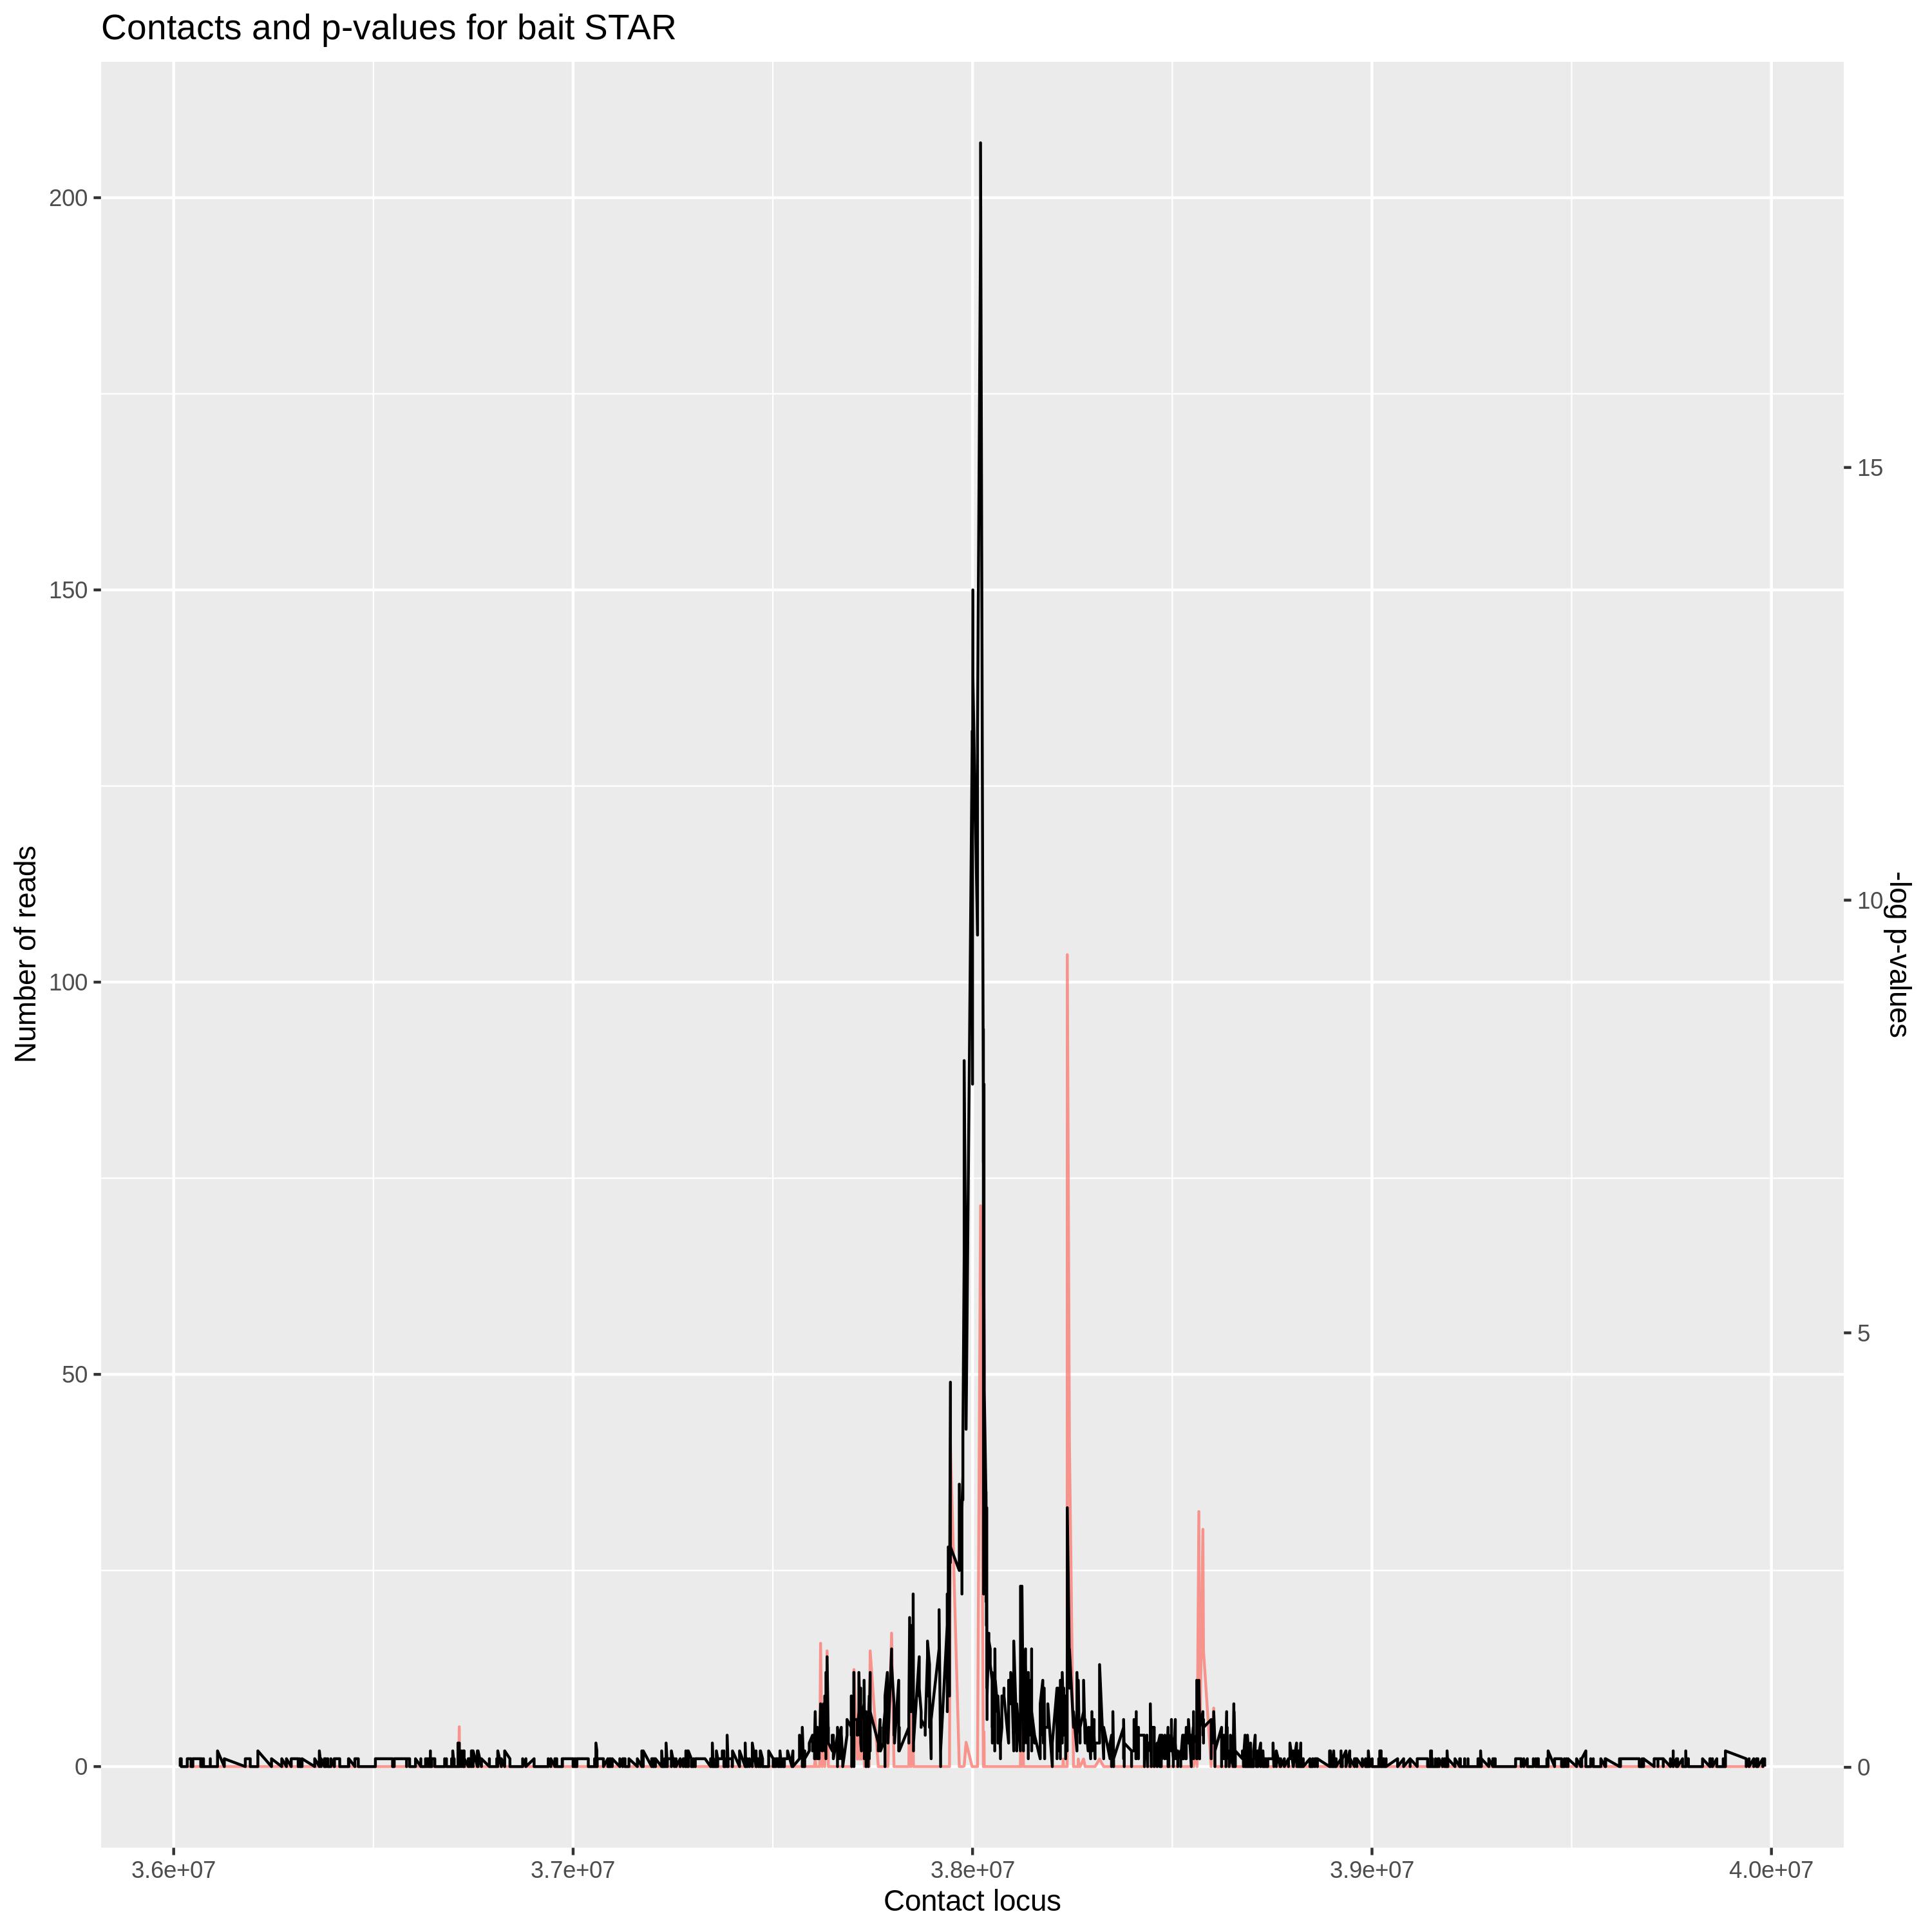 Contacts and p-values for bait STAR
200
150
100
50
0
Number of reads
15
10
5
0
-log p-values
3.6e+07
3.7e+07
3.8e+07
3.9e+07
4.0e+07
Contact locus